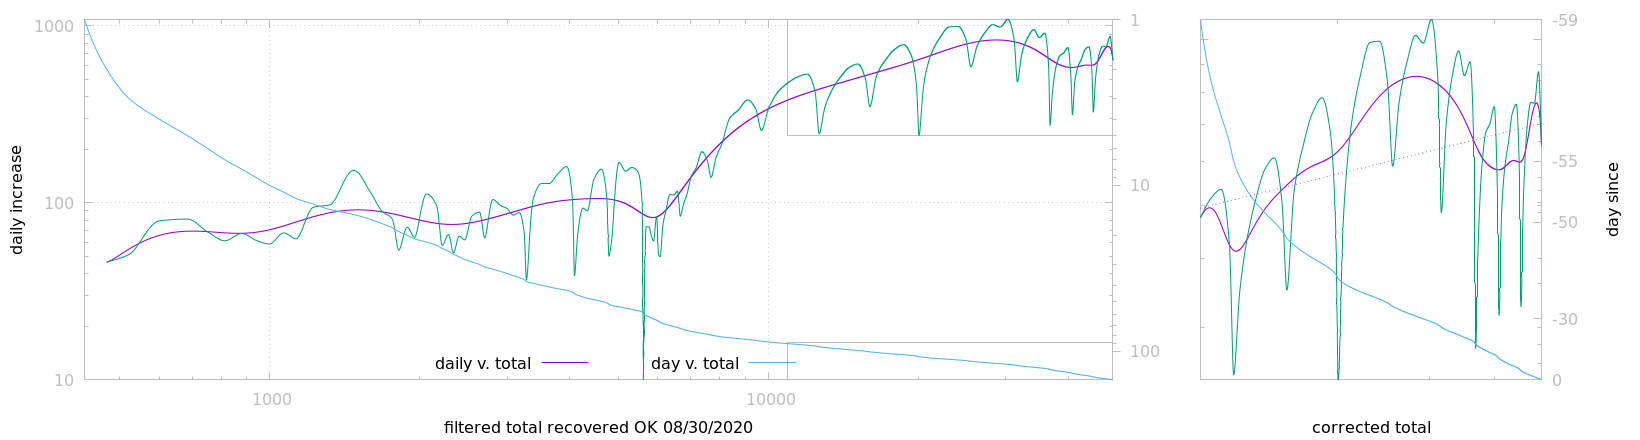 1000
100
10
daily increase
1000
10000
filtered total recovered OK 08/30/2020
daily v. total
day v. total
1
10
100
-59
-55
-50
-30
0
day since
corrected total